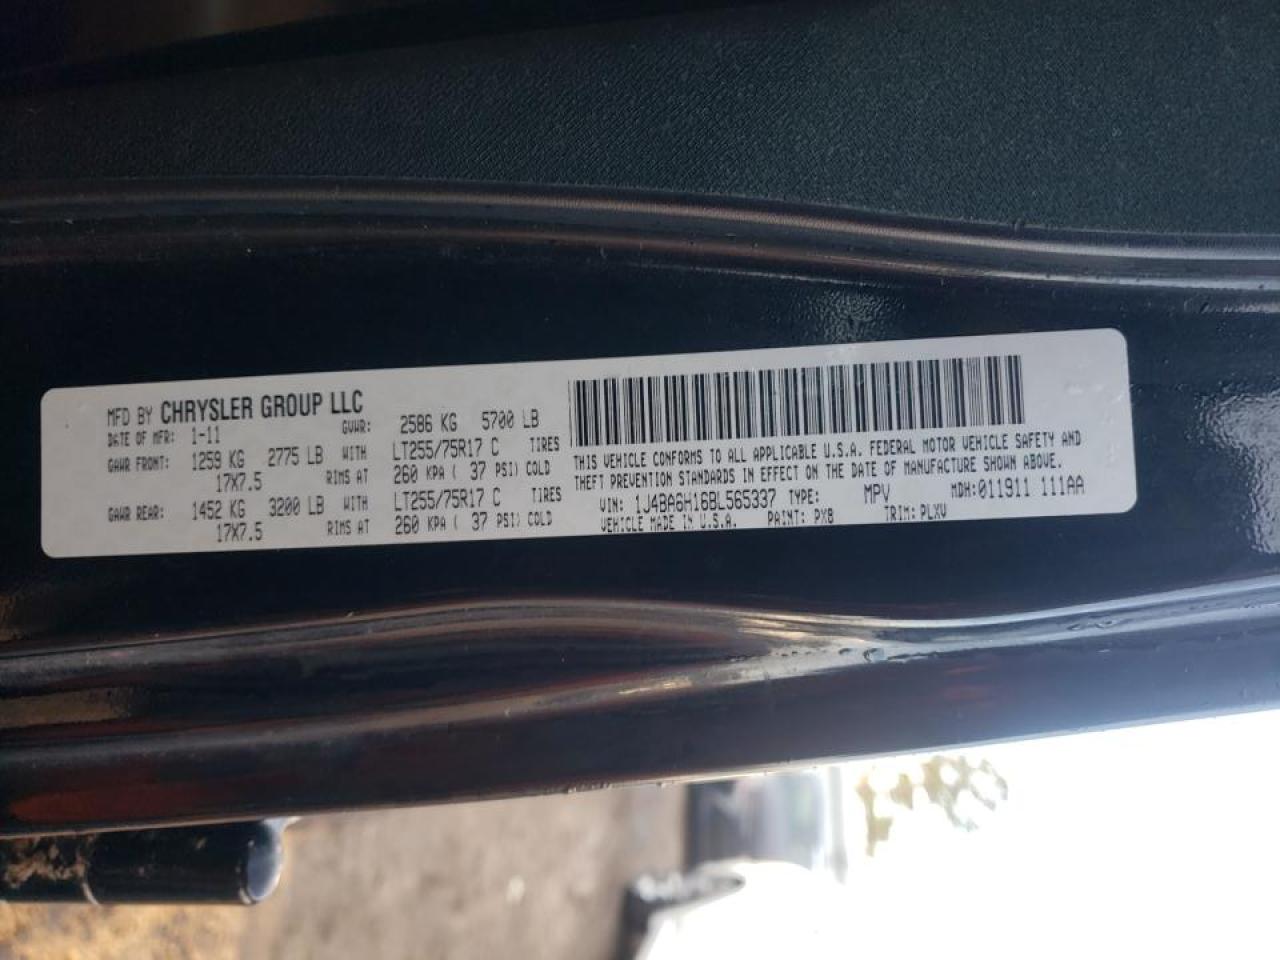 MFD BY CHRYSLER GROUP LLC
DATE OF MFR: 1-11 GVWR: 2586 KG 5700 LB
GAWR FRONT: 1259 KG 2775 LB WITH LT255/75R17 C TIRES
17X7.5 RIMS AT 260 KPA ( 37 PSI) COLD
GAWR REAR: 1452 KG 3200 LB WITH LT255/75R17 C TIRES
17X7.5 RIMS AT 260 KPA ( 37 PSI) COLD
THIS VEHICLE CONFORMS TO ALL APPLICABLE U.S.A. FEDERAL MOTOR VEHICLE SAFETY AND
THEFT PREVENTION STANDARDS IN EFFECT ON THE DATE OF MANUFACTURE SHOWN ABOVE.
VIN: 1J4BA6H16BL565337 TYPE: MPV MDH:011911 111AA
VEHICLE MADE IN U.S.A. PAINT: PX8 TRIM: PLXV